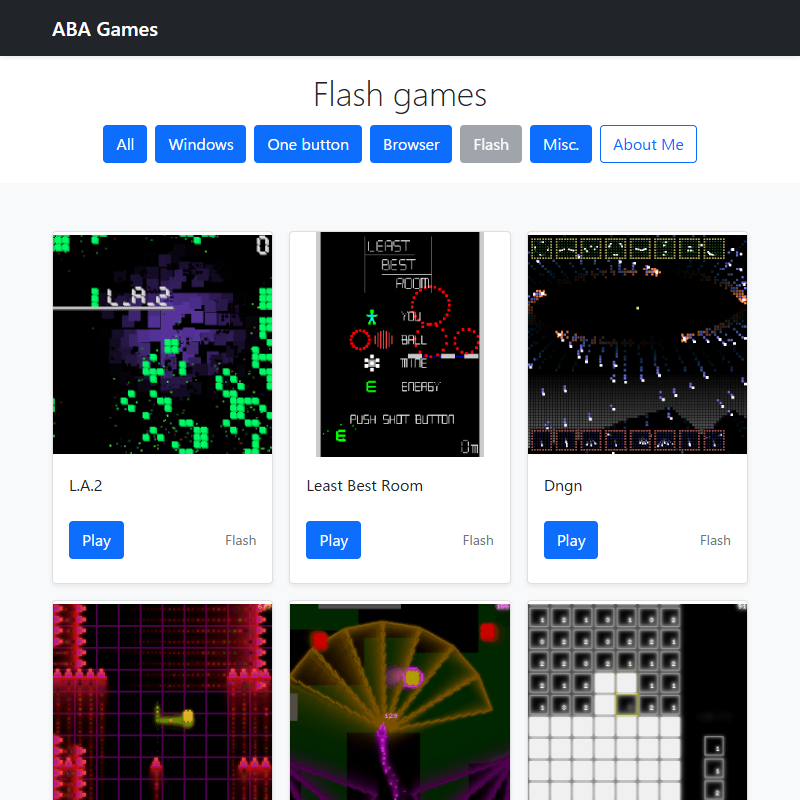 ABA Games
Flash games
All Windows One button Browser Flash Misc. About Me
0
L.A.2
LEAST
BEST
ROOM
YOU
BALL
TIME
E ENERGY
PUSH SHOT BUTTON
E
0m
L.A.2
Least Best Room
Dngn
Play Flash
Play Flash
Play Flash
129